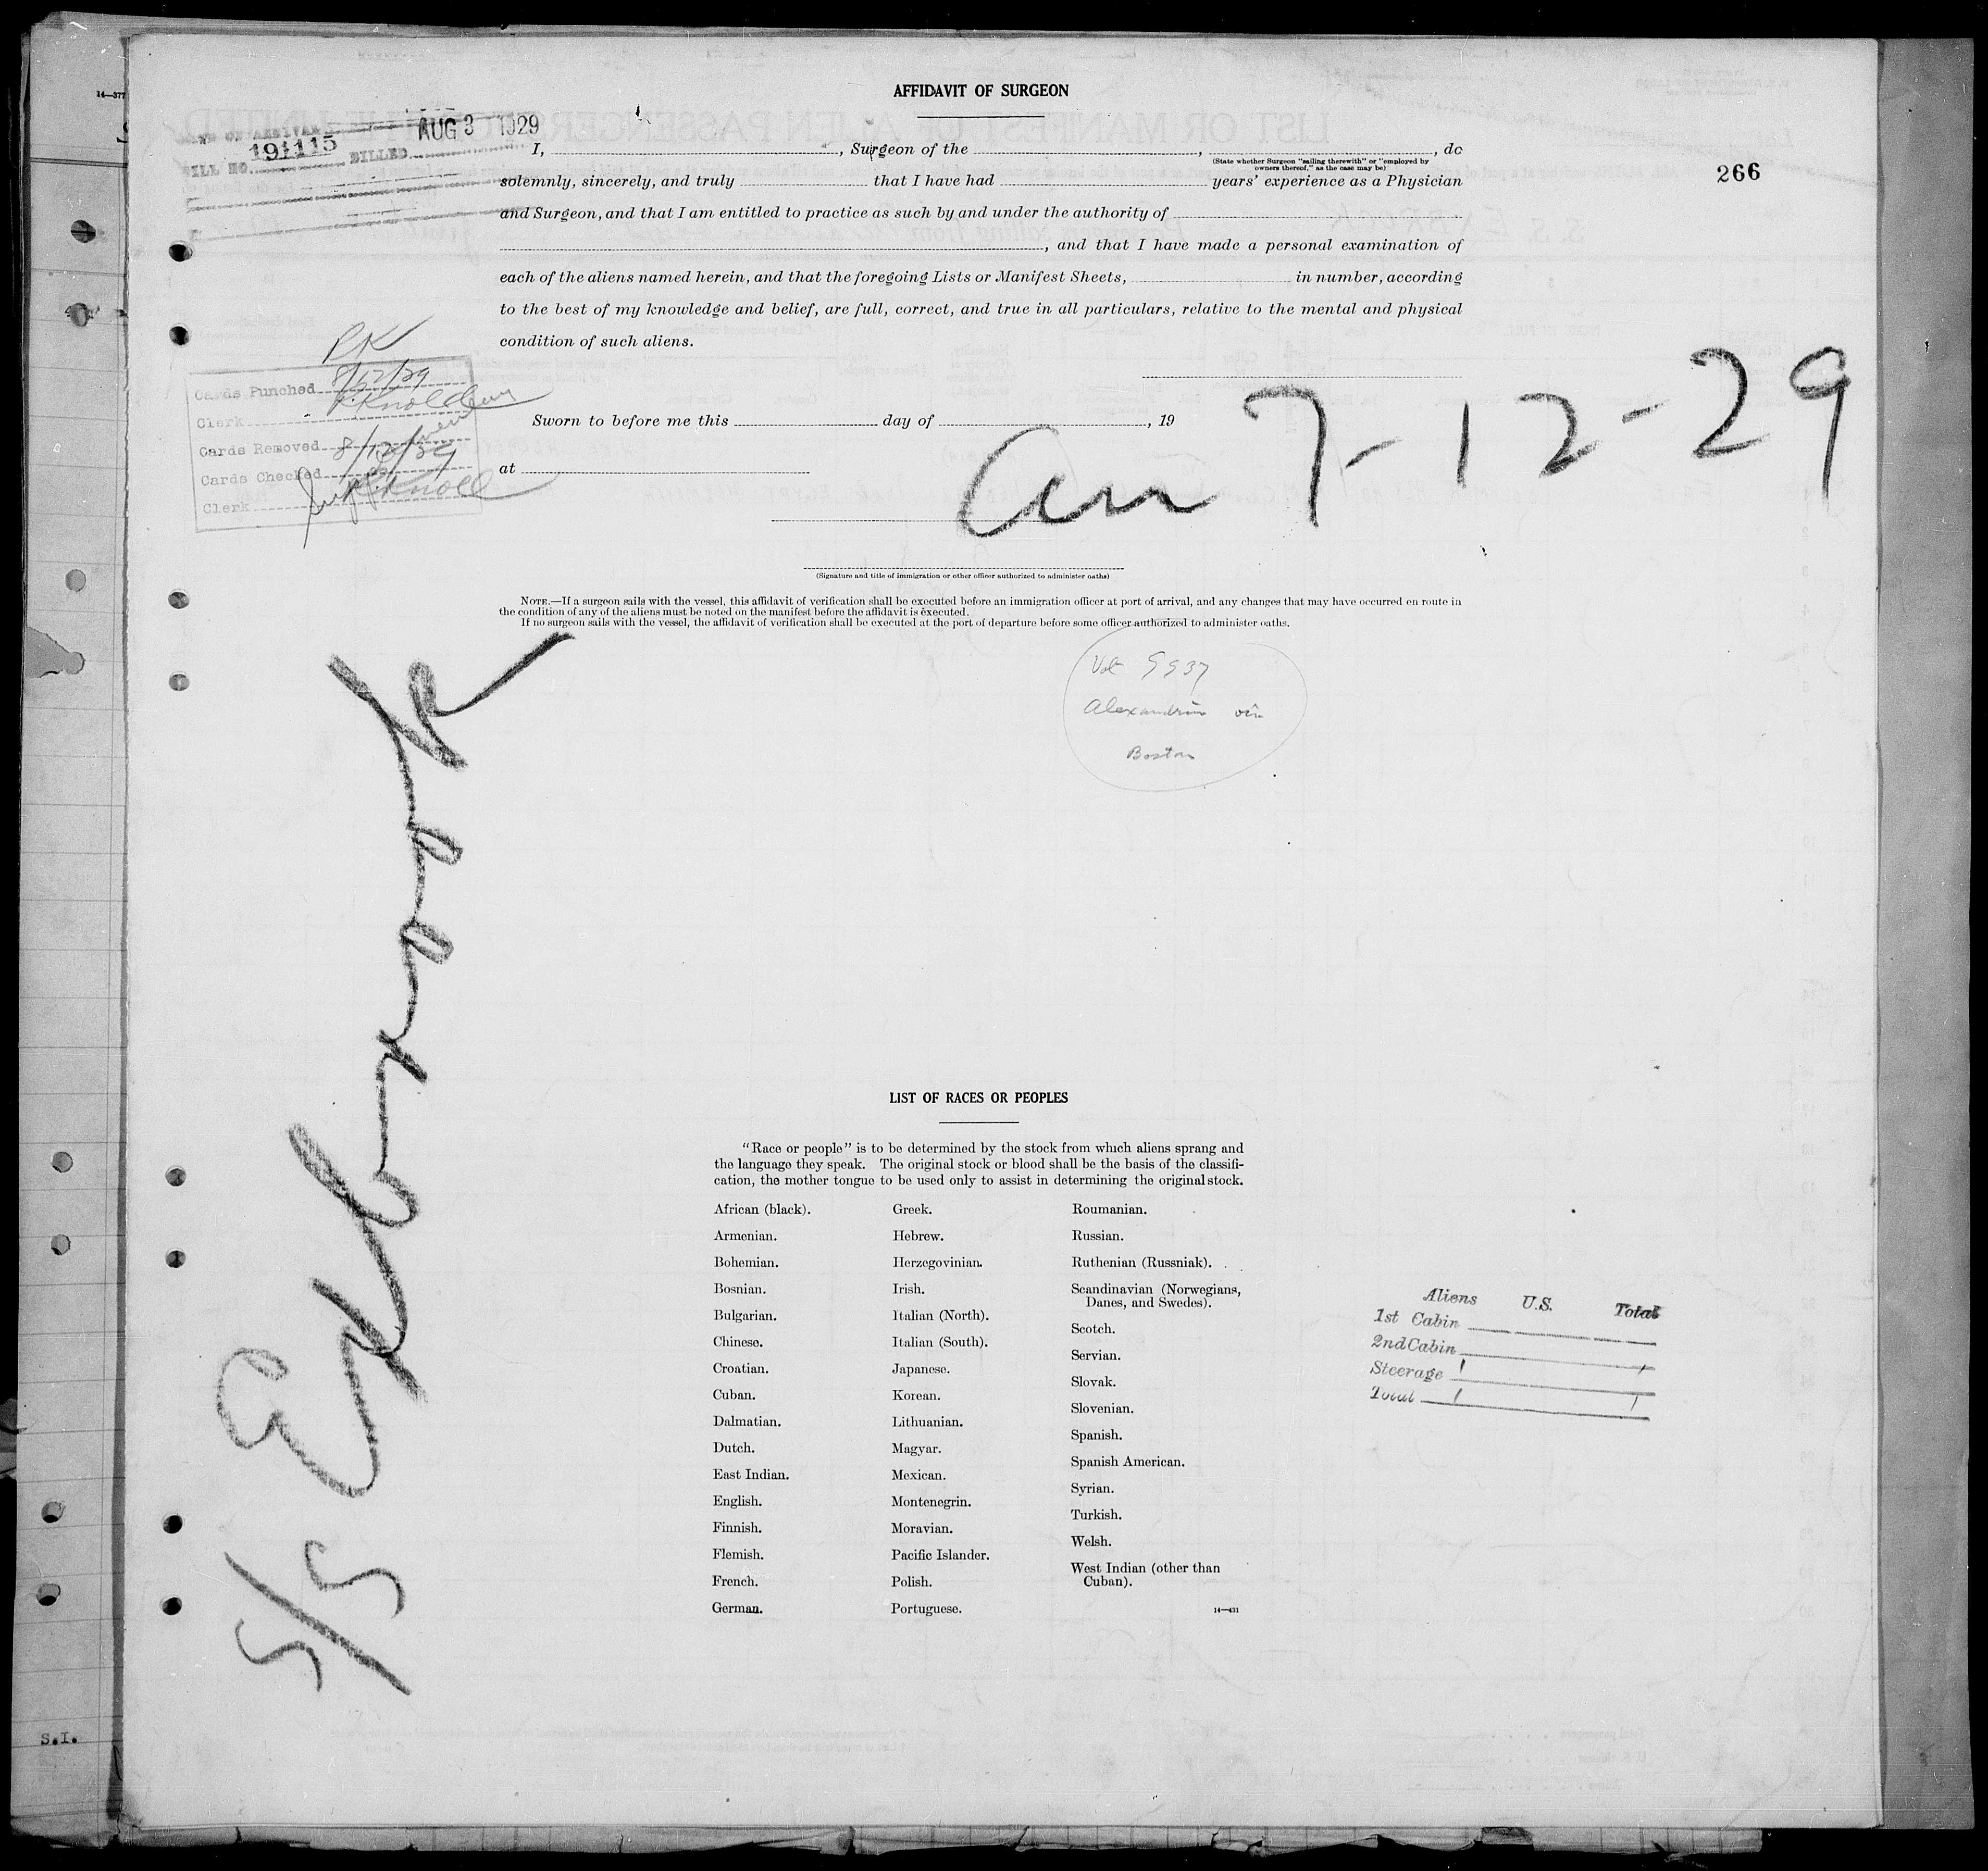 AFFIDAVIT OF SURGEON
14—377
AUG 3 1929
BILL NO. 191115 BILLED
266
I, , Surgeon of the , , do
(State whether Surgeon "sailing therewith" or "employed by
owners thereof," as the case may be)
solemnly, sincerely, and truly that I have had years' experience as a Physician
and Surgeon, and that I am entitled to practice as such by and under the authority of
, and that I have made a personal examination of
each of the aliens named herein, and that the foregoing Lists or Manifest Sheets, in number, according
to the best of my knowledge and belief, are full, correct, and true in all particulars, relative to the mental and physical
condition of such aliens.
Cards Punched 8/12/29
Clerk
Cards Removed 8/12/29
Cards Checked
Clerk
Sworn to before me this day of , 19
at
7-12-29
(Signature and title of immigration or other officer authorized to administer oaths)
NOTE.—If a surgeon sails with the vessel, this affidavit of verification shall be executed before an immigration officer at port of arrival, and any changes that may have occurred en route in
the condition of any of the aliens must be noted on the manifest before the affidavit is executed.
If no surgeon sails with the vessel, the affidavit of verification shall be executed at the port of departure before some officer authorized to administer oaths.
Alexandria via
Boston
S/S Exbrook
LIST OF RACES OR PEOPLES
"Race or people" is to be determined by the stock from which aliens sprang and
the language they speak. The original stock or blood shall be the basis of the classifi-
cation, the mother tongue to be used only to assist in determining the original stock.
African (black).
Armenian.
Bohemian.
Bosnian.
Bulgarian.
Chinese.
Croatian.
Cuban.
Dalmatian.
Dutch.
East Indian.
English.
Finnish.
Flemish.
French.
German.
Greek.
Hebrew.
Herzegovinian.
Irish.
Italian (North).
Italian (South).
Japanese.
Korean.
Lithuanian.
Magyar.
Mexican.
Montenegrin.
Moravian.
Pacific Islander.
Polish.
Portuguese.
Roumanian.
Russian.
Ruthenian (Russniak).
Scandinavian (Norwegians,
Danes, and Swedes).
Scotch.
Servian.
Slovak.
Slovenian.
Spanish.
Spanish American.
Syrian.
Turkish.
Welsh.
West Indian (other than
Cuban).
14—431
Aliens U.S. Total
1st Cabin
2nd Cabin
Steerage 1 1
Total 1 1
S.I.